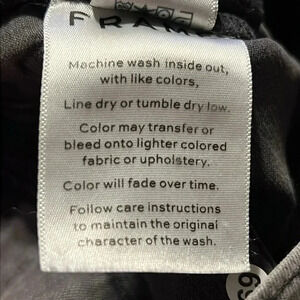 FRAME
Machine wash inside out,
with like colors,
Line dry or tumble dry low.
Color may transfer or
bleed onto lighter colored
fabric or upholstery.
Color will fade over time.
Follow care instructions
to maintain the original
character of the wash.